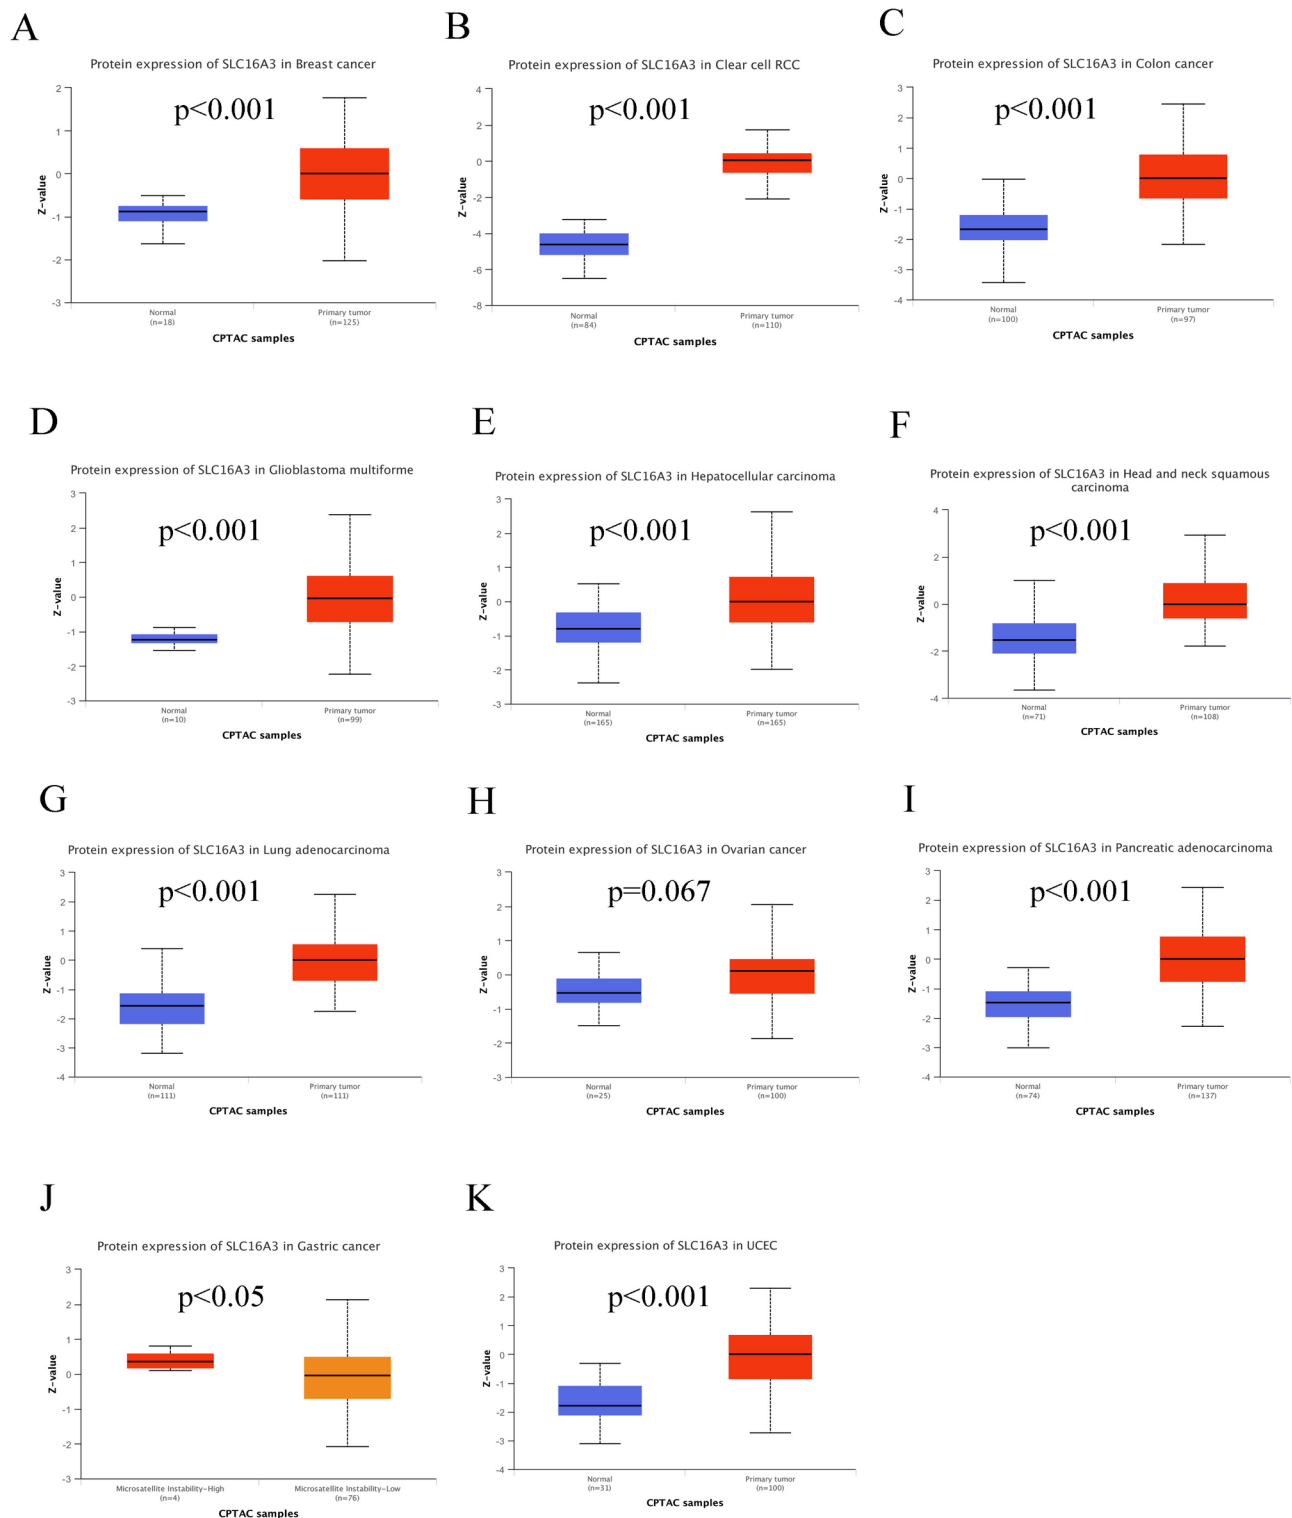 A
Protein expression of SLC16A3 in Breast cancer
p<0.001
2
1
0
-1
-2
-3
Z-value
Normal
(n=18)
Primary tumor
(n=125)
CPTAC samples
B
Protein expression of SLC16A3 in Clear cell RCC
p<0.001
4
2
0
-2
-4
-6
-8
Z-value
Normal
(n=84)
Primary tumor
(n=110)
CPTAC samples
C
Protein expression of SLC16A3 in Colon cancer
p<0.001
3
2
1
0
-1
-2
-3
-4
Z-value
Normal
(n=100)
Primary tumor
(n=97)
CPTAC samples
D
Protein expression of SLC16A3 in Glioblastoma multiforme
p<0.001
3
2
1
0
-1
-2
-3
Z-value
Normal
(n=10)
Primary tumor
(n=99)
CPTAC samples
E
Protein expression of SLC16A3 in Hepatocellular carcinoma
p<0.001
3
2
1
0
-1
-2
-3
Z-value
Normal
(n=165)
Primary tumor
(n=165)
CPTAC samples
F
Protein expression of SLC16A3 in Head and neck squamous
carcinoma
p<0.001
4
2
0
-2
-4
Z-value
Normal
(n=71)
Primary tumor
(n=108)
CPTAC samples
G
Protein expression of SLC16A3 in Lung adenocarcinoma
p<0.001
3
2
1
0
-1
-2
-3
-4
Z-value
Normal
(n=111)
Primary tumor
(n=111)
CPTAC samples
H
Protein expression of SLC16A3 in Ovarian cancer
p=0.067
3
2
1
0
-1
-2
-3
Z-value
Normal
(n=25)
Primary tumor
(n=100)
CPTAC samples
I
Protein expression of SLC16A3 in Pancreatic adenocarcinoma
p<0.001
3
2
1
0
-1
-2
-3
-4
Z-value
Normal
(n=74)
Primary tumor
(n=137)
CPTAC samples
J
Protein expression of SLC16A3 in Gastric cancer
p<0.05
3
2
1
0
-1
-2
-3
Z-value
Microsatellite Instability-High
(n=4)
Microsatellite Instability-Low
(n=76)
CPTAC samples
K
Protein expression of SLC16A3 in UCEC
p<0.001
3
2
1
0
-1
-2
-3
-4
Z-value
Normal
(n=31)
Primary tumor
(n=100)
CPTAC samples